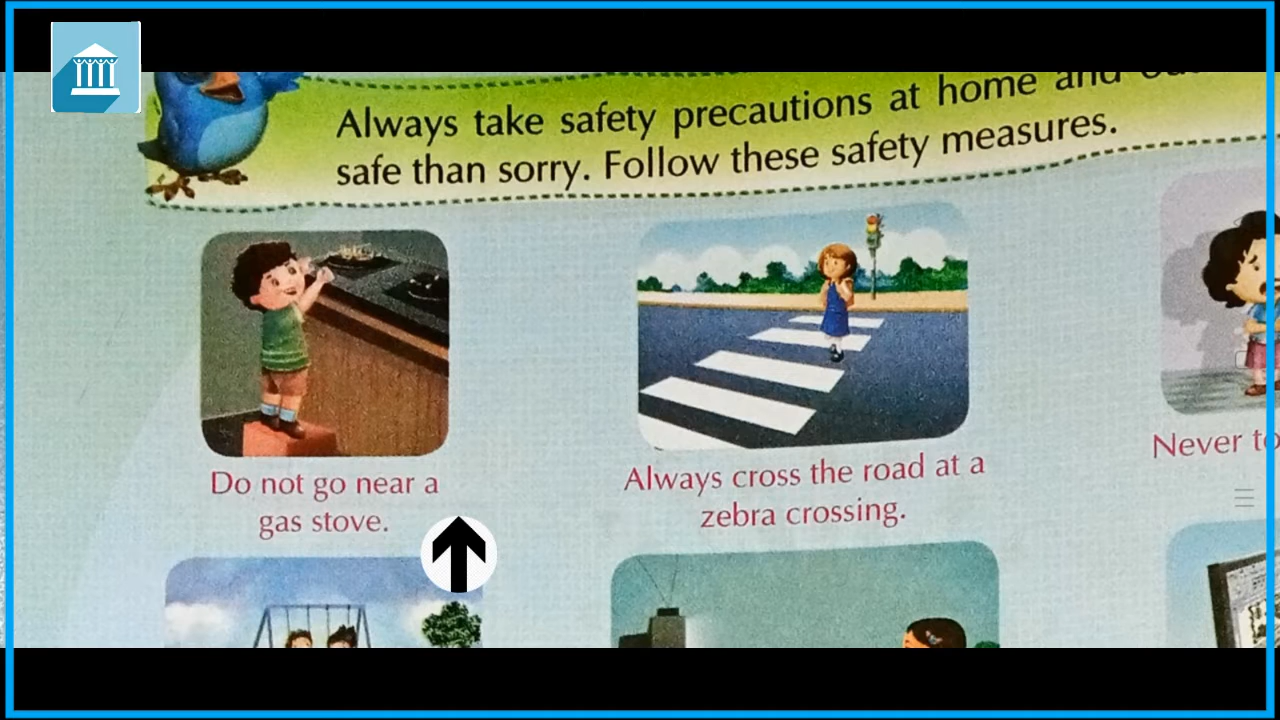 Always take safety precautions at home and
safe than sorry. Follow these safety measures.
Do not go near a
gas stove.
Always cross the road at a
zebra crossing.
Never